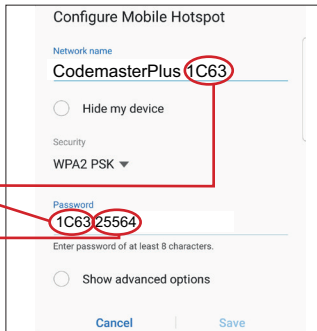 Configure Mobile Hotspot
Network name
CodemasterPlus 1C63
Hide my device
Security
WPA2 PSK
Password
1C63 25564
Enter password of at least 8 characters.
Show advanced options
Cancel
Save